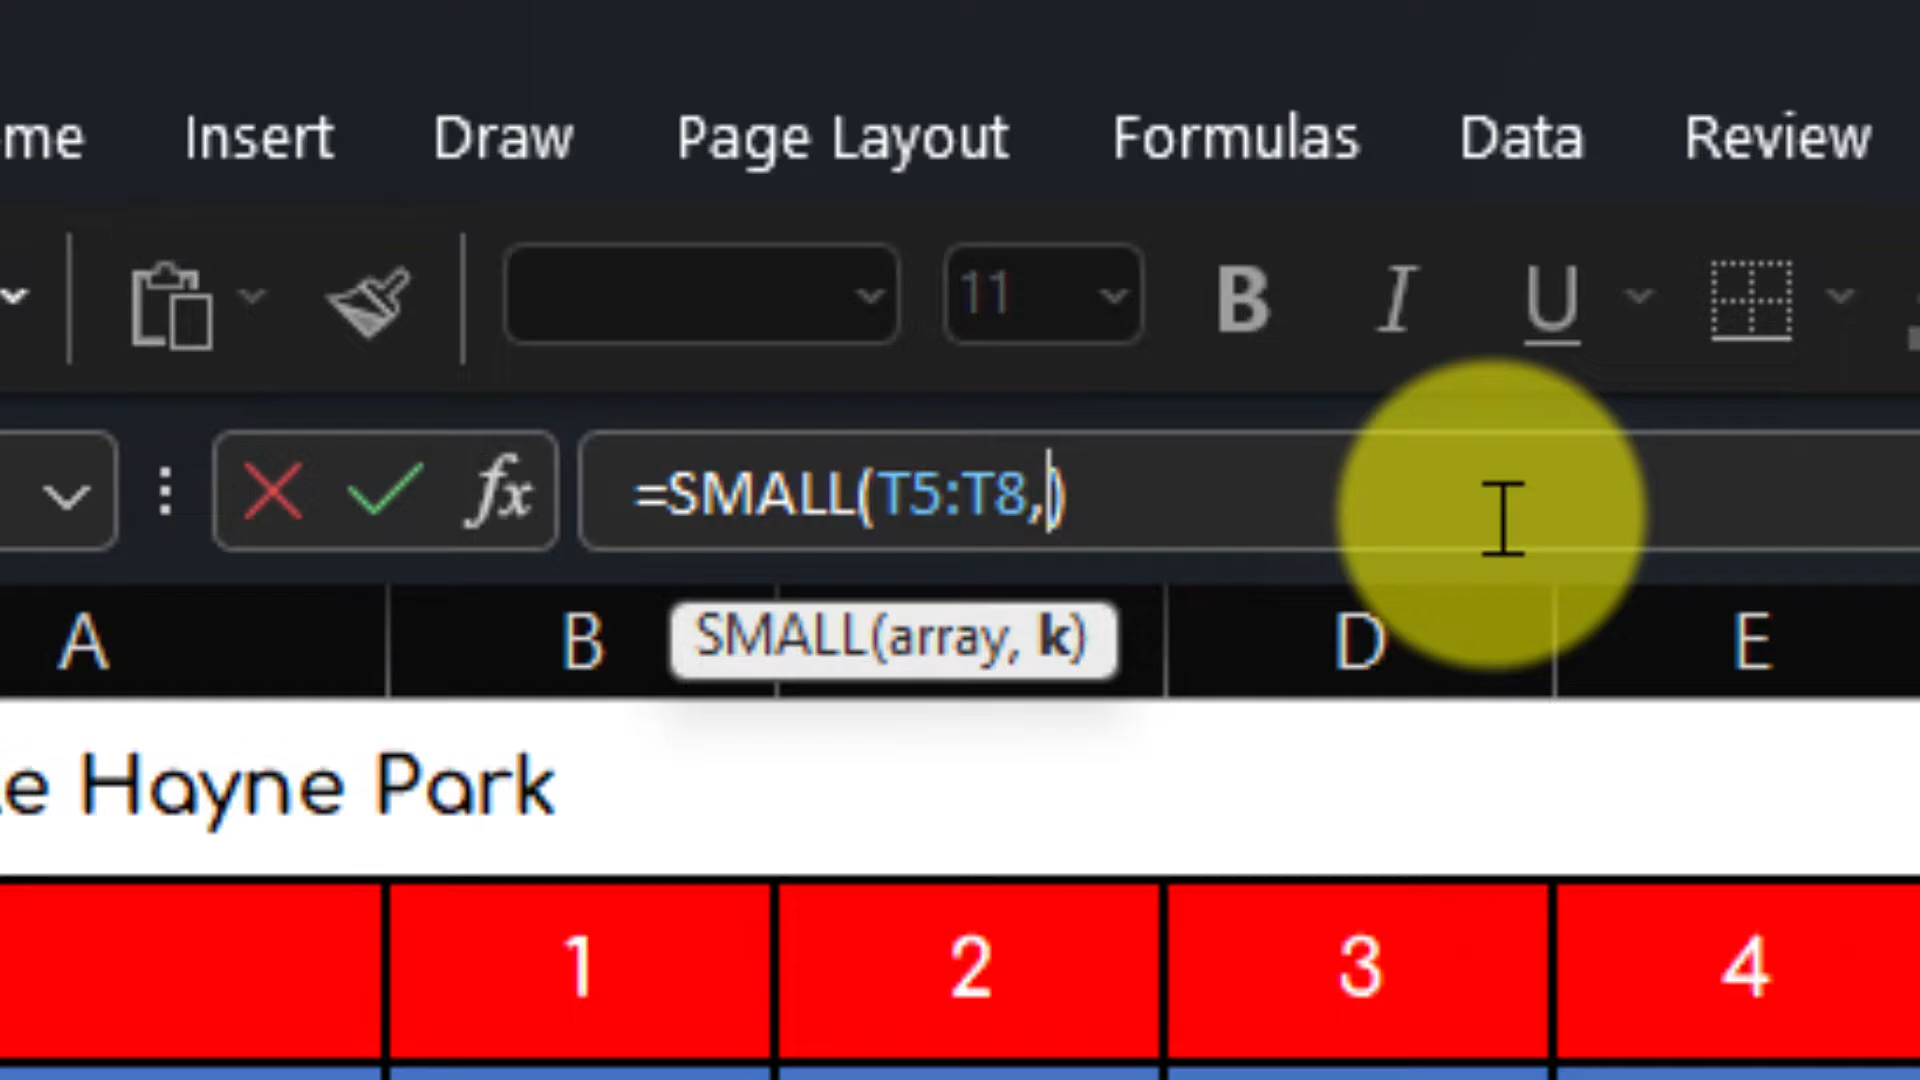 me Insert Draw Page Layout Formulas Data Review
11 B I U
fx =SMALL(T5:T8,)
A B D E
SMALL(array, k)
e Hayne Park
1 2 3 4